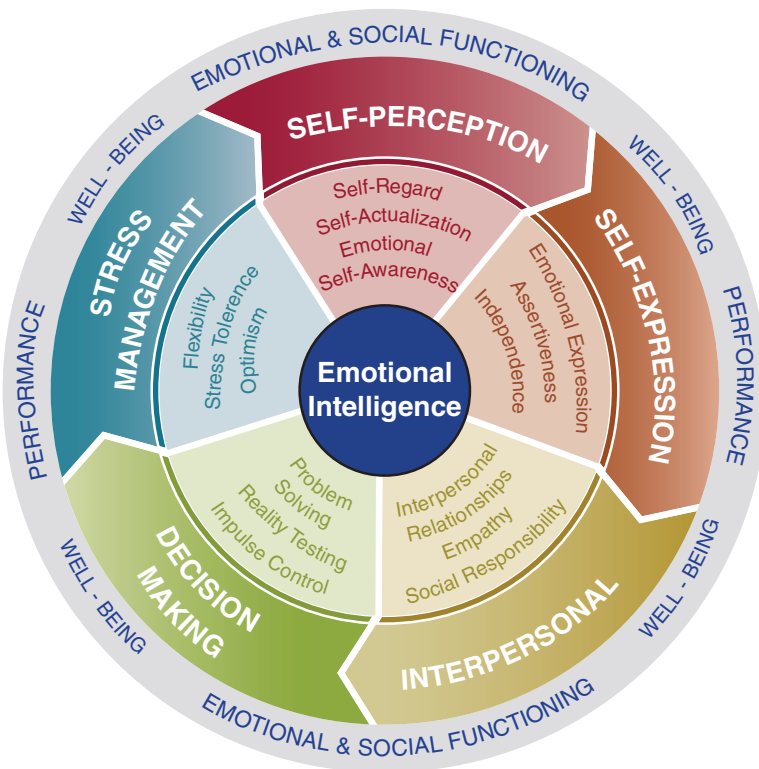 EMOTIONAL & SOCIAL FUNCTIONING
WELL - BEING
PERFORMANCE
WELL - BEING
EMOTIONAL & SOCIAL FUNCTIONING
WELL - BEING
PERFORMANCE
WELL - BEING
SELF-PERCEPTION
Self-Regard
Self-Actualization
Emotional
Self-Awareness
SELF-EXPRESSION
Emotional Expression
Assertiveness
Independence
INTERPERSONAL
Interpersonal
Relationships
Empathy
Social Responsibility
DECISION
MAKING
Problem
Solving
Reality Testing
Impulse Control
STRESS
MANAGEMENT
Flexibility
Stress Tolerence
Optimism
Emotional
Intelligence